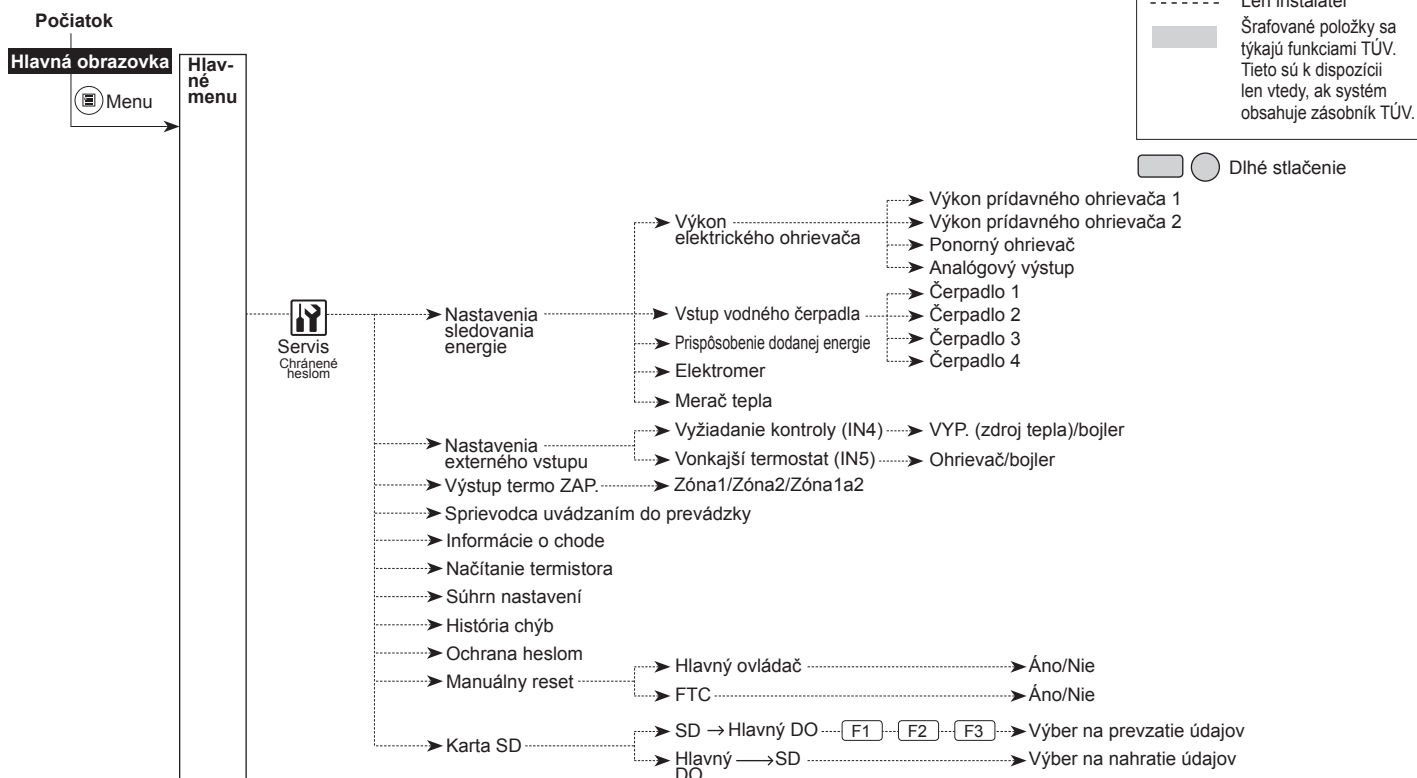 Len inštalatér
Šrafované položky sa
týkajú funkciami TÚV.
Tieto sú k dispozícii
len vtedy, ak systém
obsahuje zásobník TÚV.
Dlhé stlačenie
Počiatok
Hlavná obrazovka
Menu
Hlav-
né
menu
Servis
Chránené
heslom
Nastavenia
sledovania
energie
Výkon
elektrického ohrievača
Výkon prídavného ohrievača 1
Výkon prídavného ohrievača 2
Ponorný ohrievač
Analógový výstup
Vstup vodného čerpadla
Čerpadlo 1
Čerpadlo 2
Čerpadlo 3
Čerpadlo 4
Prispôsobenie dodanej energie
Elektromer
Merač tepla
Nastavenia
externého vstupu
Vyžiadanie kontroly (IN4)
VYP. (zdroj tepla)/bojler
Vonkajší termostat (IN5)
Ohrievač/bojler
Výstup termo ZAP.
Zóna1/Zóna2/Zóna1a2
Sprievodca uvádzaním do prevádzky
Informácie o chode
Načítanie termistora
Súhrn nastavení
História chýb
Ochrana heslom
Manuálny reset
Hlavný ovládač
Áno/Nie
FTC
Áno/Nie
Karta SD
SD → Hlavný DO F1 F2 F3 Výber na prevzatie údajov
Hlavný → SD Výber na nahratie údajov
DO